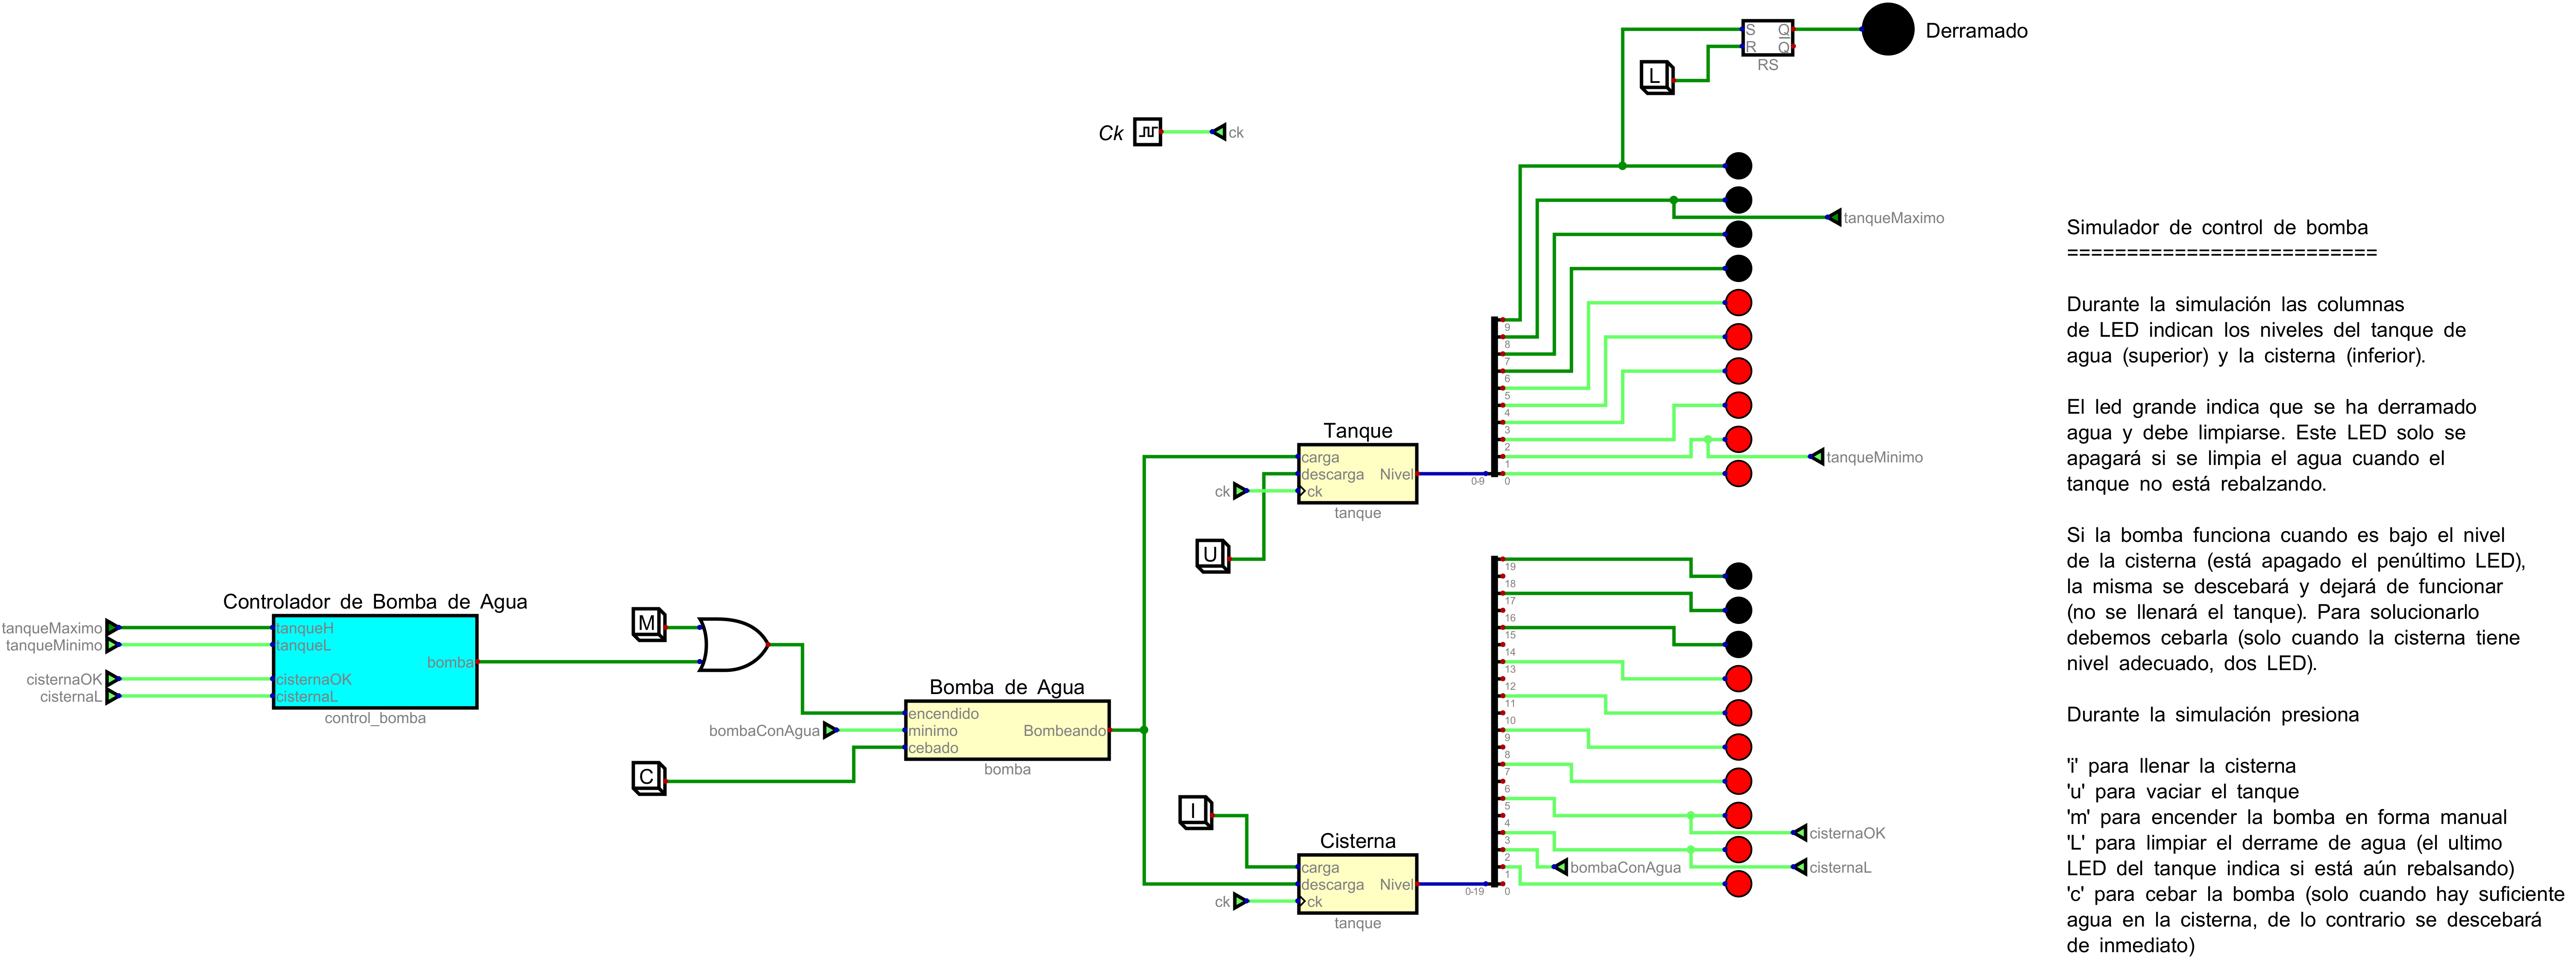 Derramado
S Q
R Q
RS
L
Ck
ck
tanqueMaximo
9
8
7
6
5
4
3
2
1
0
0-9
tanqueMinimo
Tanque
carga
descarga Nivel
ck
ck
tanque
U
Controlador de Bomba de Agua
tanqueMaximo
tanqueMinimo
cisternaOK
cisternaL
tanqueH
tanqueL
bomba
cisternaOK
cisternaL
control_bomba
M
C
Bomba de Agua
bombaConAgua
encendido
minimo Bombeando
cebado
bomba
I
Cisterna
carga
descarga Nivel
ck
ck
tanque
19
18
17
16
15
14
13
12
11
10
9
8
7
6
5
4
3
2
1
0
0-19
bombaConAgua
cisternaOK
cisternaL
Simulador de control de bomba
==========================
Durante la simulación las columnas
de LED indican los niveles del tanque de
agua (superior) y la cisterna (inferior).
El led grande indica que se ha derramado
agua y debe limpiarse. Este LED solo se
apagará si se limpia el agua cuando el
tanque no está rebalzando.
Si la bomba funciona cuando es bajo el nivel
de la cisterna (está apagado el penúltimo LED),
la misma se descebará y dejará de funcionar
(no se llenará el tanque). Para solucionarlo
debemos cebarla (solo cuando la cisterna tiene
nivel adecuado, dos LED).
Durante la simulación presiona
'i' para llenar la cisterna
'u' para vaciar el tanque
'm' para encender la bomba en forma manual
'L' para limpiar el derrame de agua (el ultimo
LED del tanque indica si está aún rebalsando)
'c' para cebar la bomba (solo cuando hay suficiente
agua en la cisterna, de lo contrario se descebará
de inmediato)